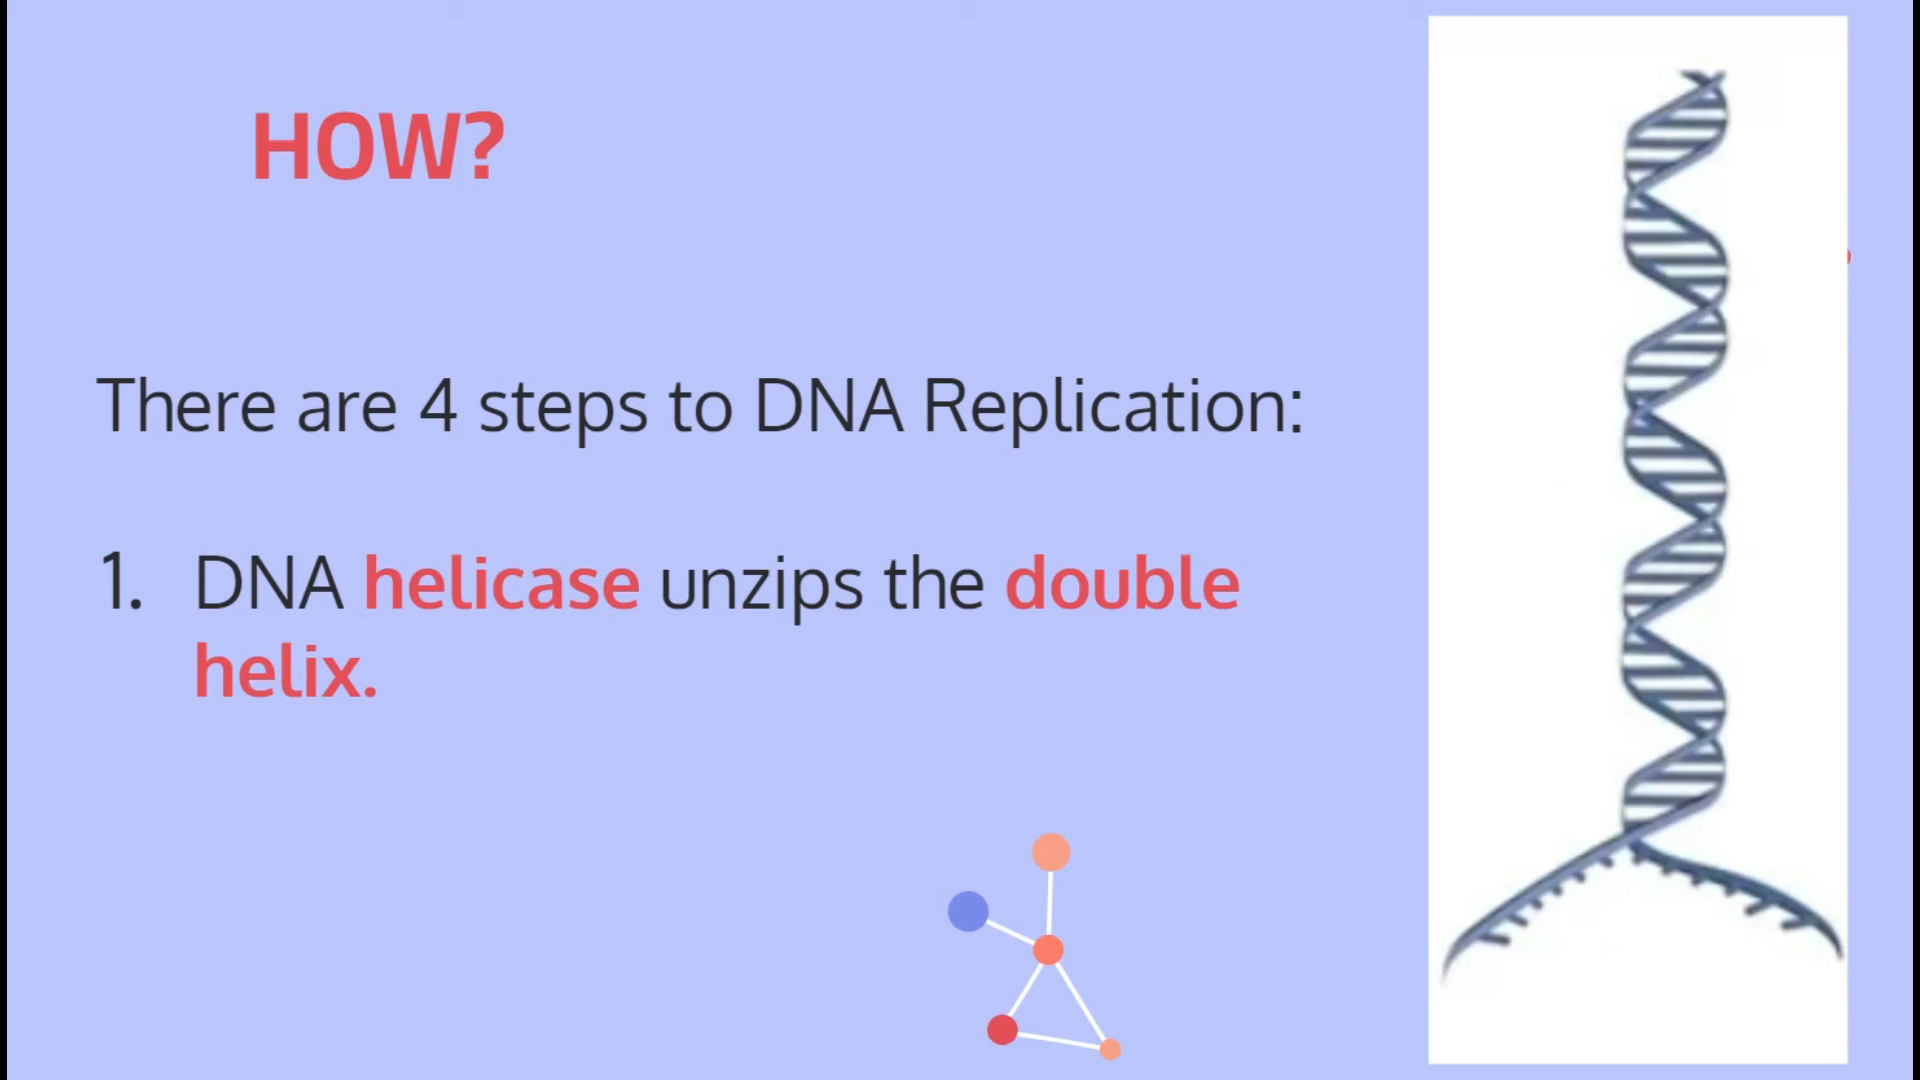 HOW?
There are 4 steps to DNA Replication:
1. DNA helicase unzips the double
helix.